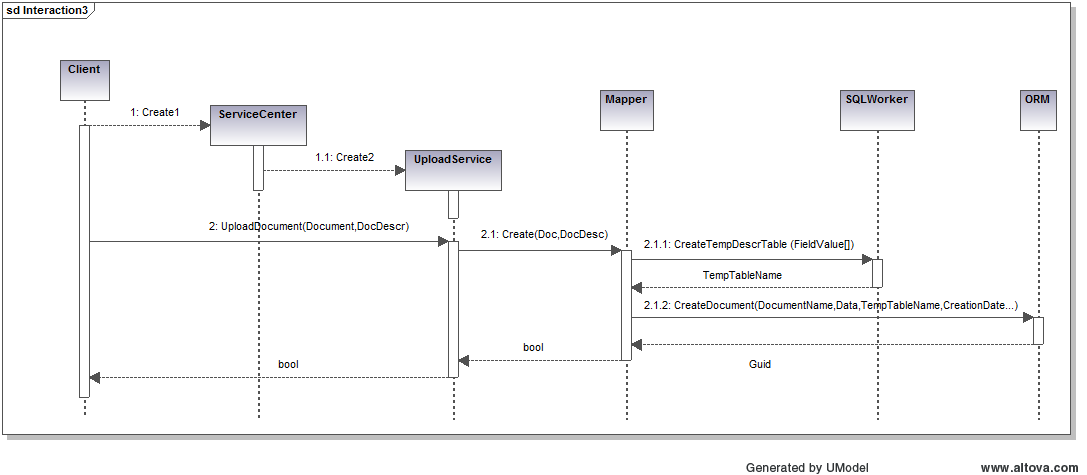 sd Interaction3
Client
ServiceCenter
UploadService
Mapper
SQLWorker
ORM
1: Create1
1.1: Create2
2: UploadDocument(Document,DocDescr)
2.1: Create(Doc,DocDesc)
2.1.1: CreateTempDescrTable (FieldValue[])
TempTableName
2.1.2: CreateDocument(DocumentName,Data,TempTableName,CreationDate...)
Guid
bool
bool
Generated by UModel
www.altova.com